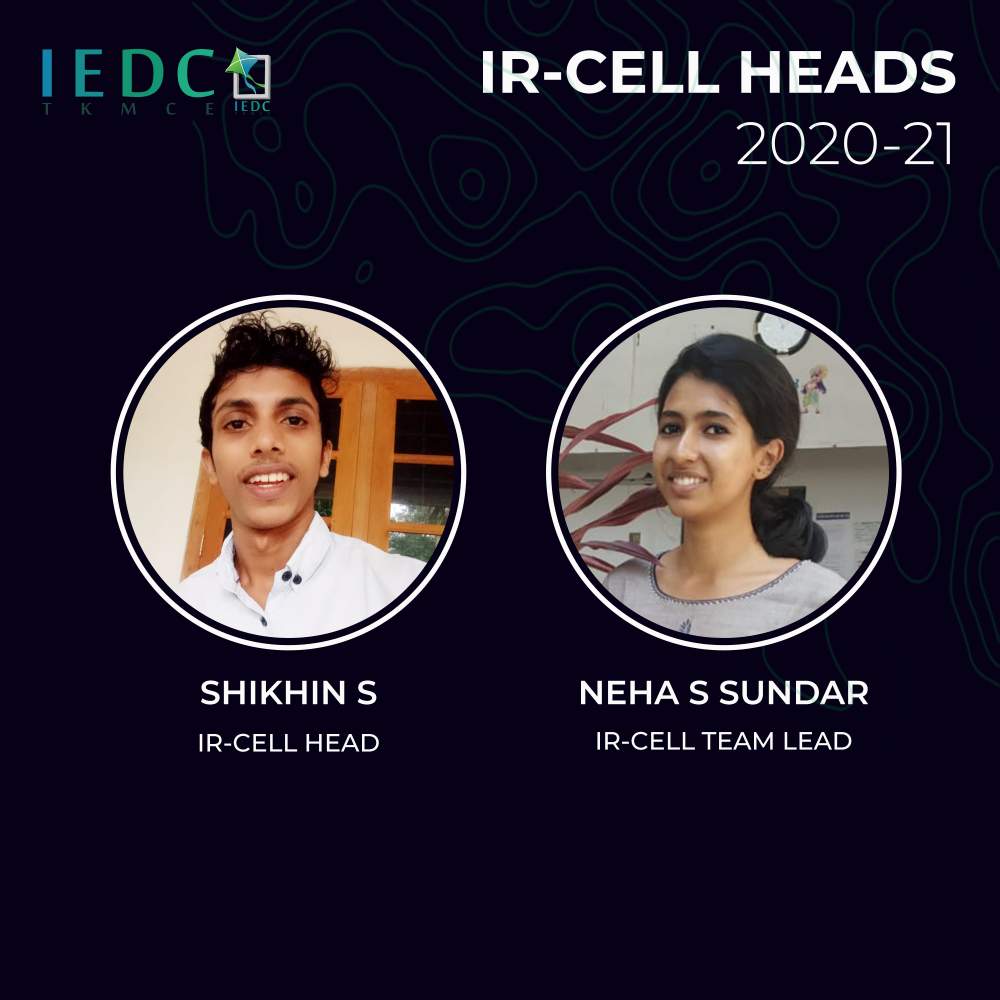 IEDC
TKMCE
IEDC
IR-CELL HEADS
2020-21
SHIKHIN S
IR-CELL HEAD
NEHA S SUNDAR
IR-CELL TEAM LEAD